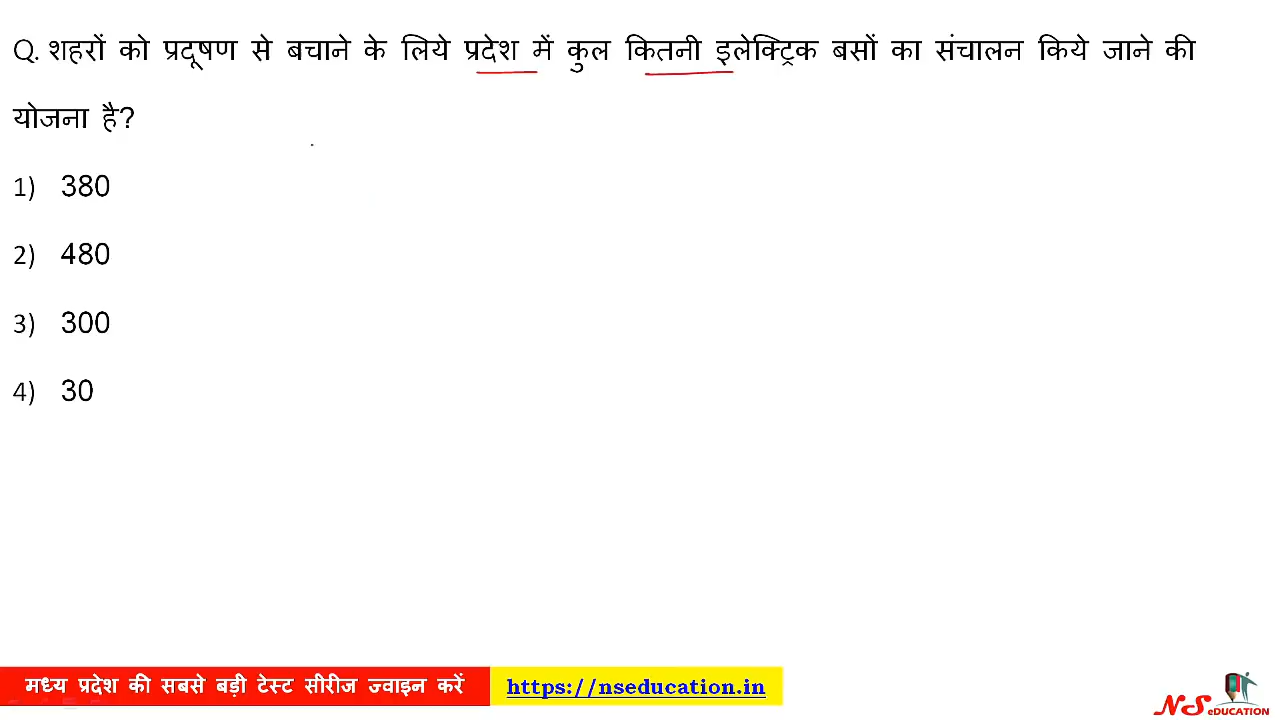 Q. शहरों को प्रदूषण से बचाने के लिये प्रदेश में कुल कितनी इलेक्ट्रिक बसों का संचालन किये जाने की
योजना है?
1) 380
2) 480
3) 300
4) 30
मध्य प्रदेश की सबसे बड़ी टेस्ट सीरीज ज्वाइन करें https://nseducation.in
NS eDUCATION